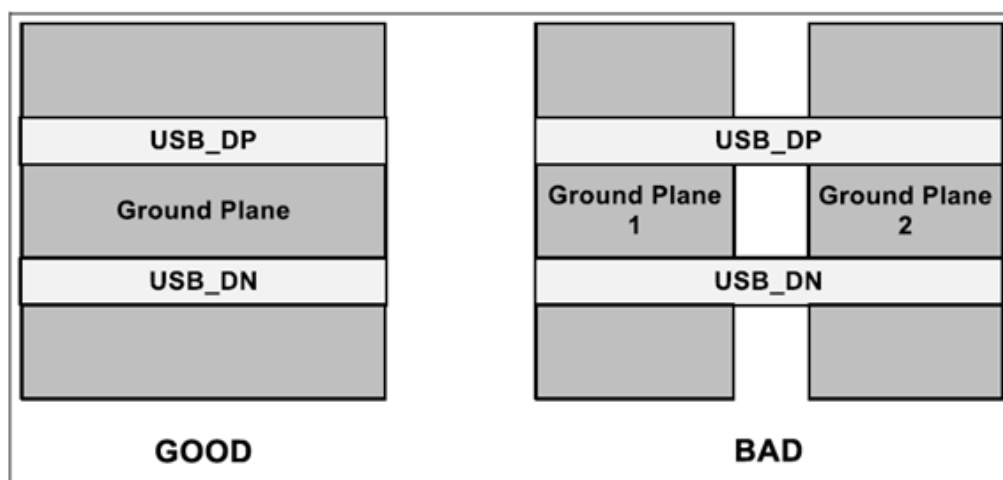 USB_DP
Ground Plane
USB_DN
GOOD
USB_DP
Ground Plane
1
Ground Plane
2
USB_DN
BAD